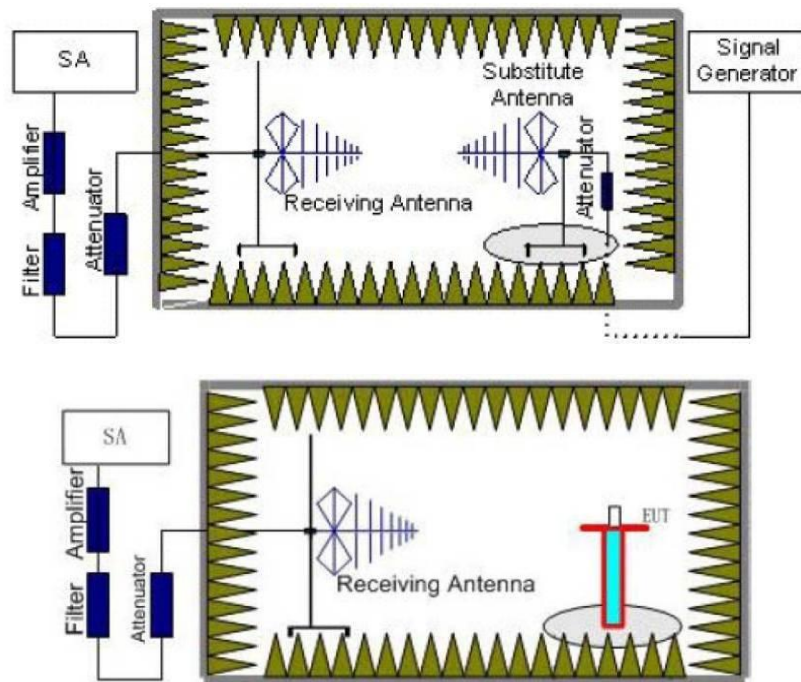 SA
Signal
Generator
Substitute
Antenna
Amplifier
Attenuator
Filter
Receiving Antenna
Attenuator
SA
Amplifier
Attenuator
Filter
Receiving Antenna
EUT